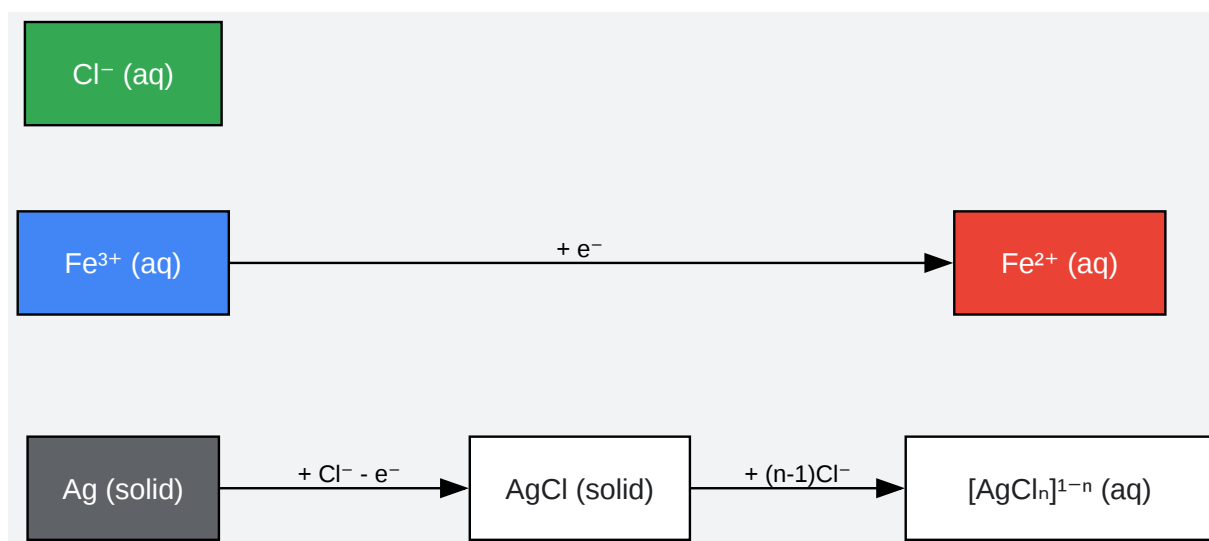 Cl⁻ (aq)
Fe³⁺ (aq)
+ e⁻
Fe²⁺ (aq)
Ag (solid)
+ Cl⁻ - e⁻
AgCl (solid)
+ (n-1)Cl⁻
[AgClₙ]¹⁻ⁿ (aq)